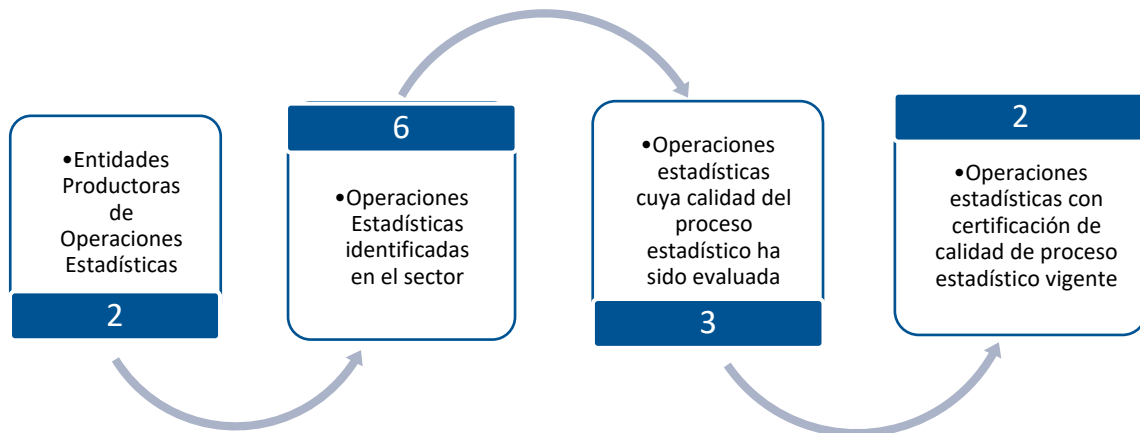 •Entidades
Productoras
de
Operaciones
Estadísticas
2
6
•Operaciones
Estadísticas
identificadas
en el sector
•Operaciones
estadísticas
cuya calidad del
proceso
estadístico ha
sido evaluada
3
2
•Operaciones
estadísticas con
certificación de
calidad de proceso
estadístico vigente